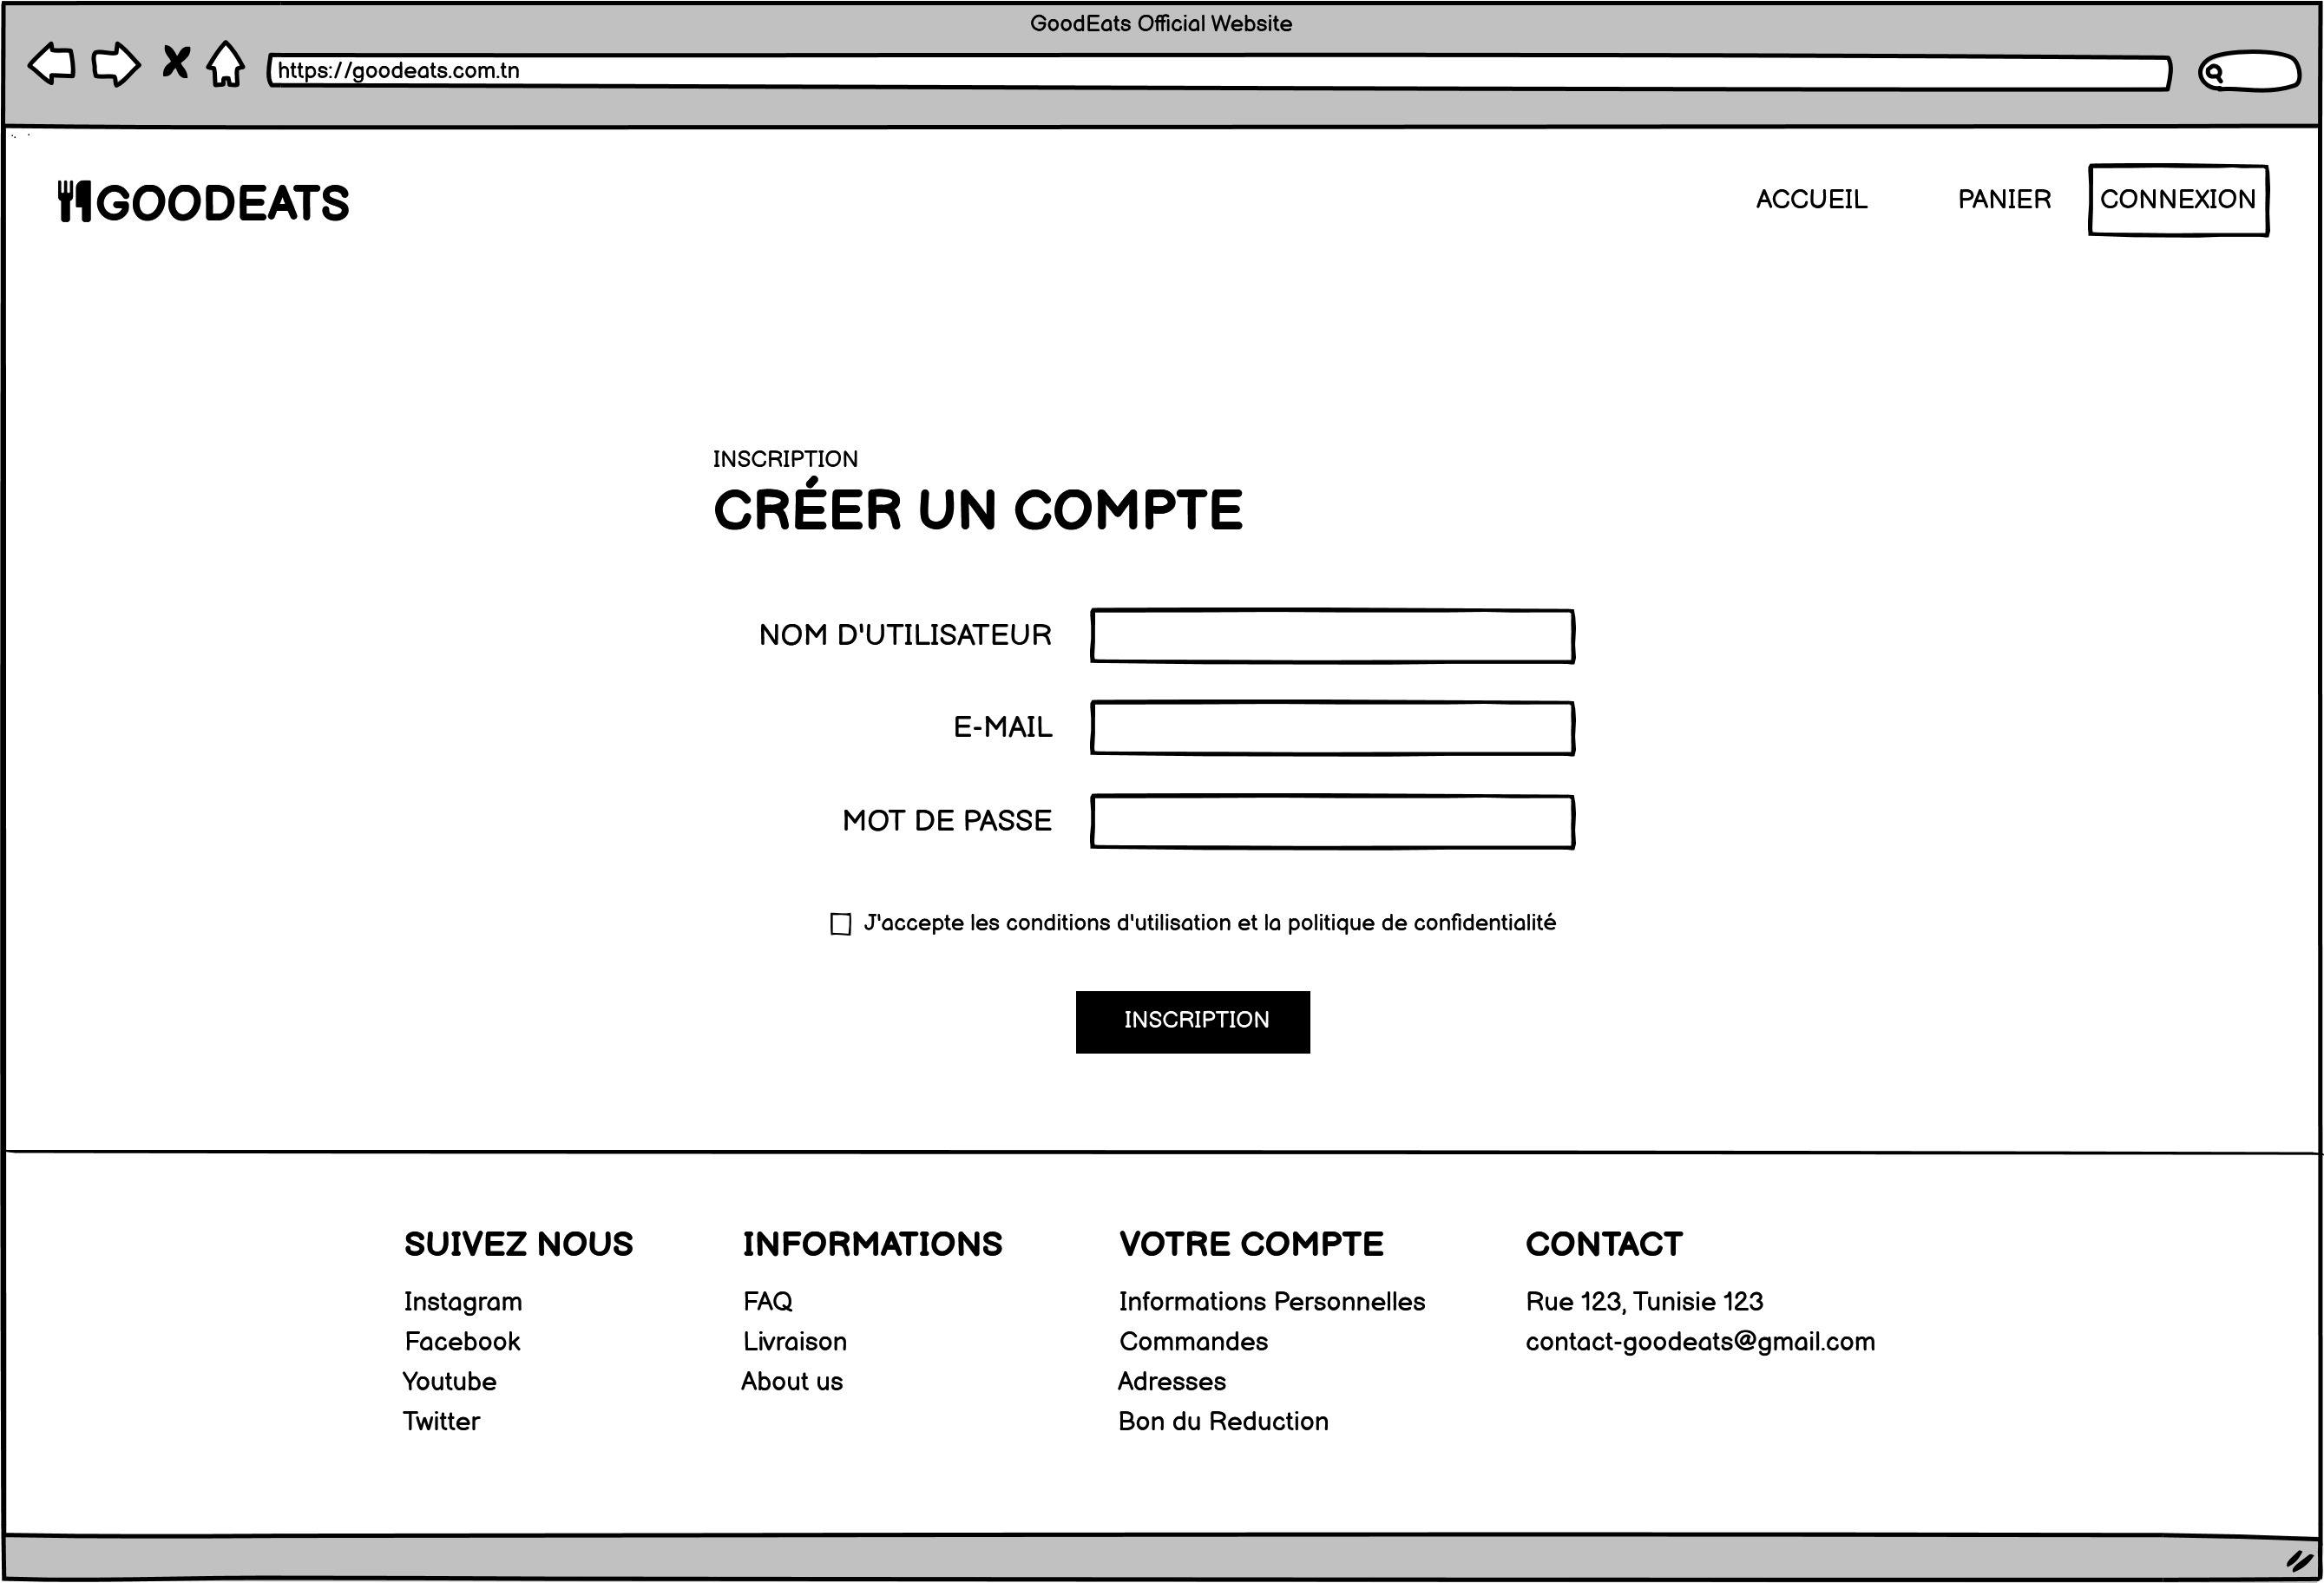 GoodEats Official Website
https://goodeats.com.tn
GOODEATS
ACCUEIL
PANIER
CONNEXION
INSCRIPTION
CRÉER UN COMPTE
NOM D'UTILISATEUR
E-MAIL
MOT DE PASSE
J'accepte les conditions d'utilisation et la politique de confidentialité
INSCRIPTION
SUIVEZ NOUS
Instagram
Facebook
Youtube
Twitter
INFORMATIONS
FAQ
Livraison
About us
VOTRE COMPTE
Informations Personnelles
Commandes
Adresses
Bon du Reduction
CONTACT
Rue 123, Tunisie 123
contact-goodeats@gmail.com